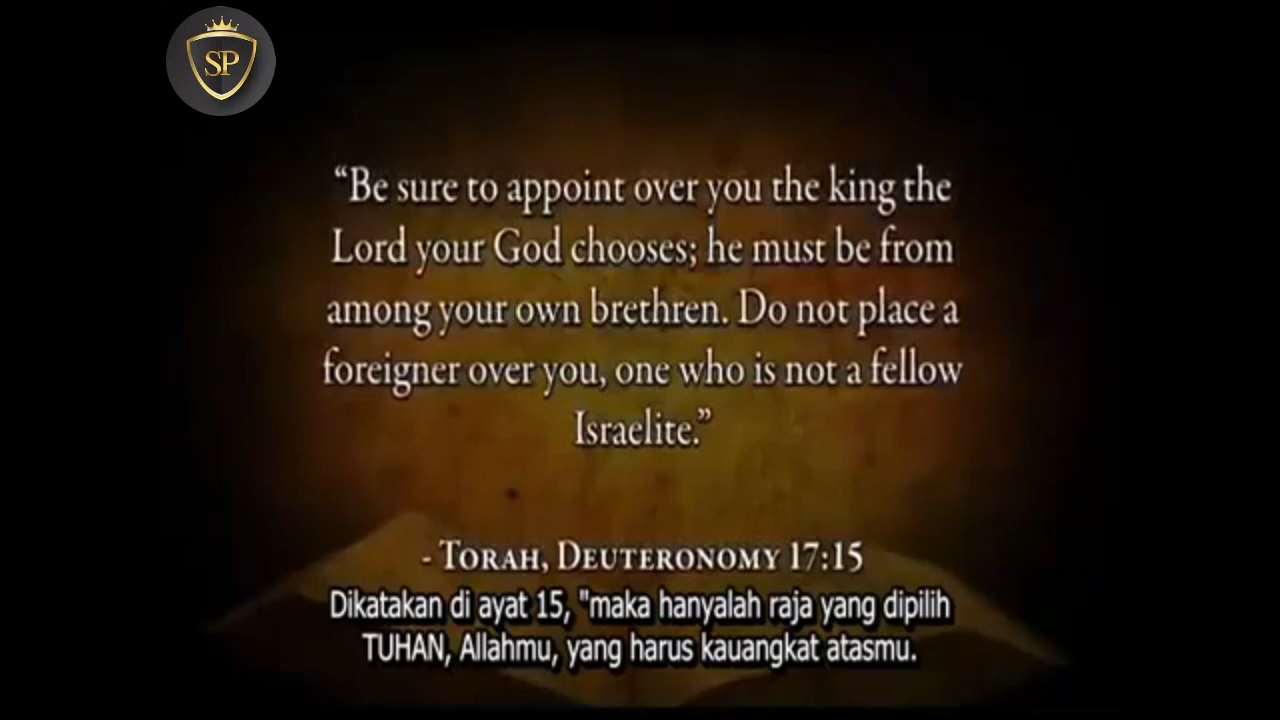 SP
“Be sure to appoint over you the king the
Lord your God chooses; he must be from
among your own brethren. Do not place a
foreigner over you, one who is not a fellow
Israelite.”
- TORAH, DEUTERONOMY 17:15
Dikatakan di ayat 15, "maka hanyalah raja yang dipilih
TUHAN, Allahmu, yang harus kauangkat atasmu.